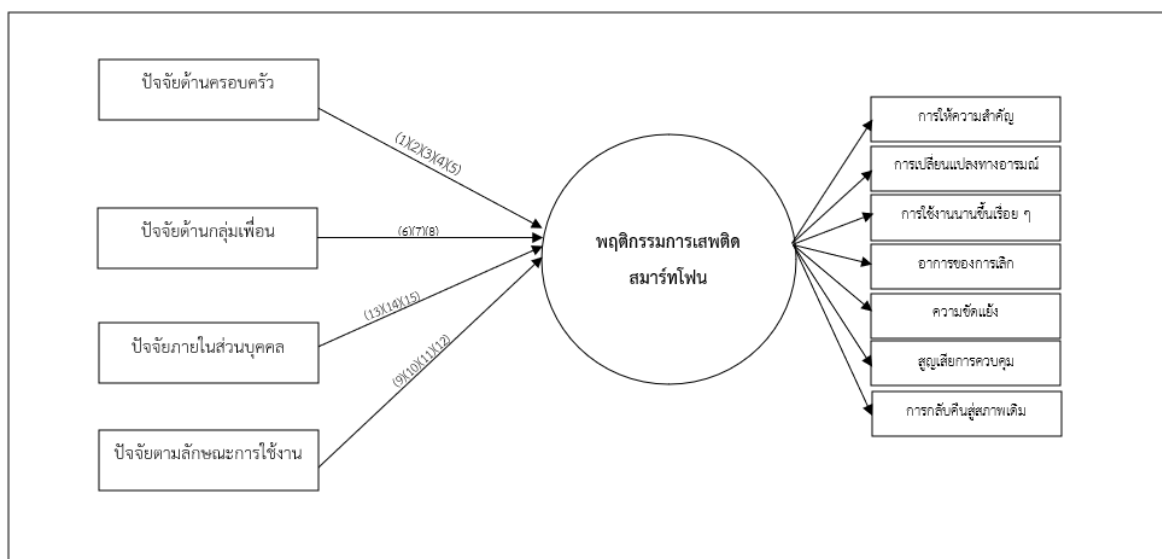 ปัจจัยด้านครอบครัว
(1)(2)(3)(4)(5)
ปัจจัยด้านกลุ่มเพื่อน
(6)(7)(8)
ปัจจัยภายในส่วนบุคคล
(13)(14)(15)
ปัจจัยตามลักษณะการใช้งาน
(9)(10)(11)(12)
พฤติกรรมการเสพติด
สมาร์ทโฟน
การให้ความสำคัญ
การเปลี่ยนแปลงทางอารมณ์
การใช้งานนานขึ้นเรื่อย ๆ
อาการของการเลิก
ความขัดแย้ง
สูญเสียการควบคุม
การกลับคืนสู่สภาพเดิม